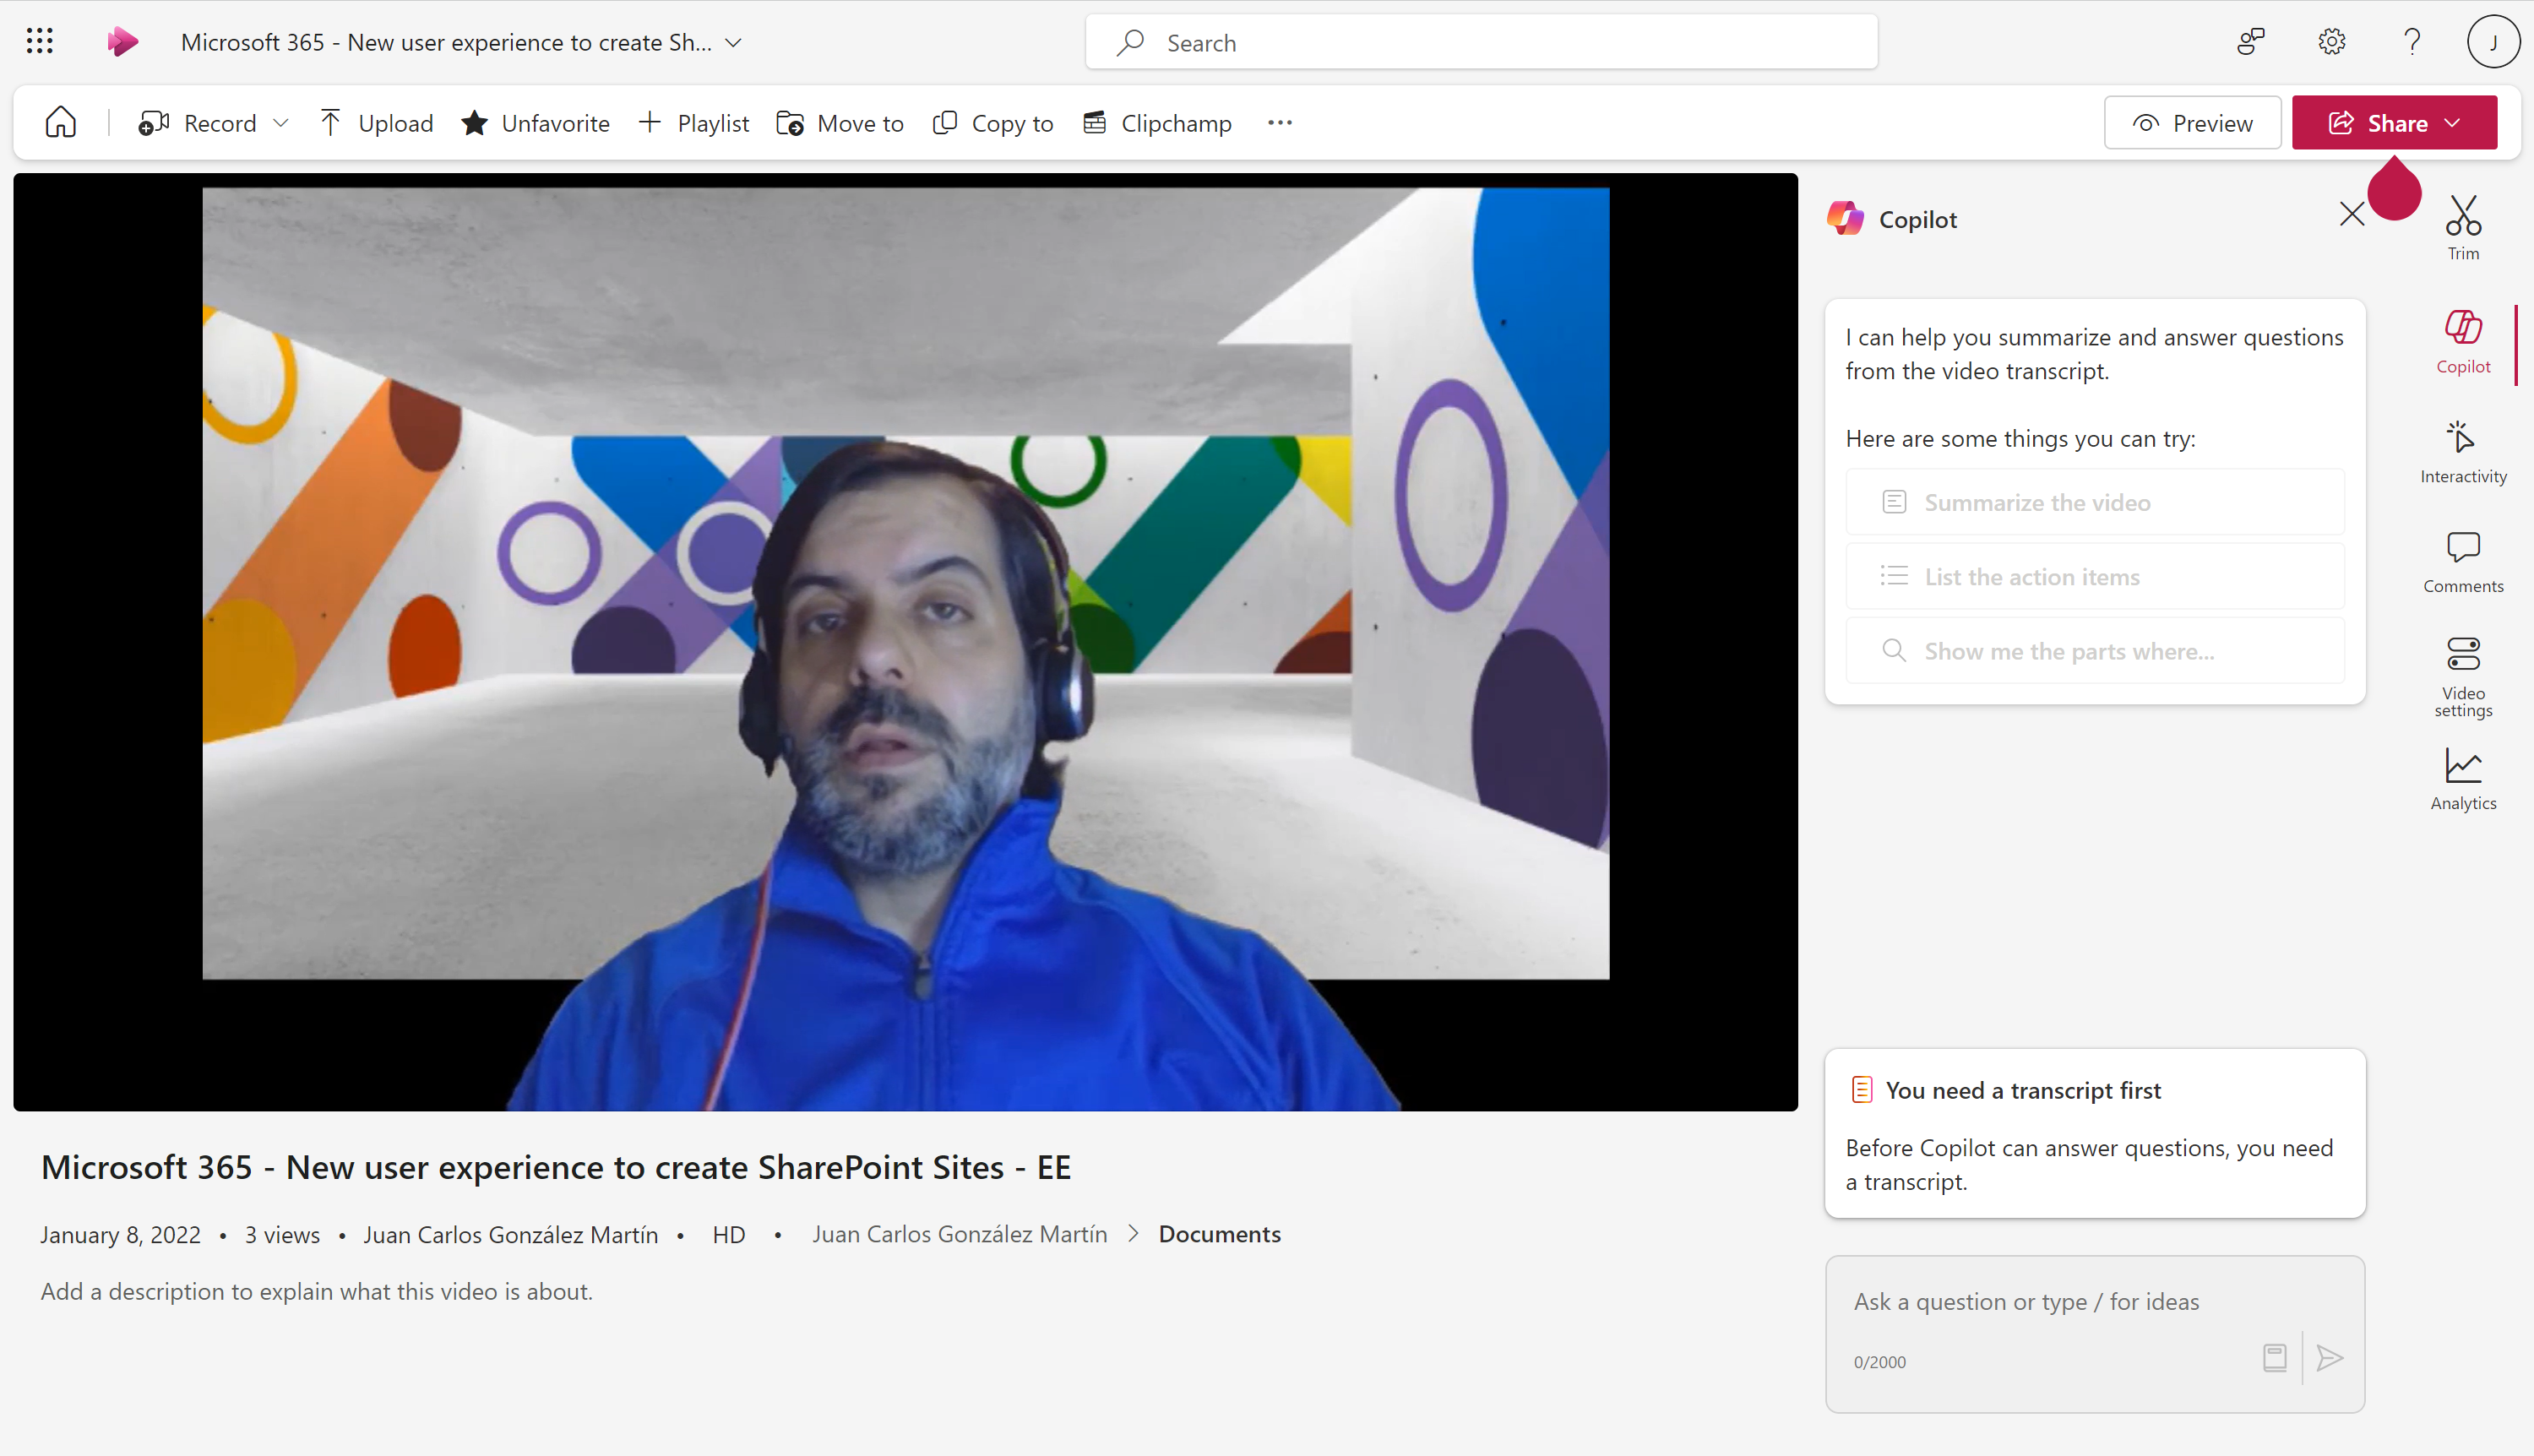 Microsoft 365 - New user experience to create Sh...
Search
J
Record
Upload
Unfavorite
Playlist
Move to
Copy to
Clipchamp
Preview
Share
Copilot
Trim
I can help you summarize and answer questions
from the video transcript.
Here are some things you can try:
Summarize the video
List the action items
Show me the parts where...
Copilot
Interactivity
Comments
Video
settings
Analytics
You need a transcript first
Before Copilot can answer questions, you need
a transcript.
Microsoft 365 - New user experience to create SharePoint Sites - EE
January 8, 2022 • 3 views • Juan Carlos González Martín • HD • Juan Carlos González Martín > Documents
Add a description to explain what this video is about.
Ask a question or type / for ideas
0/2000